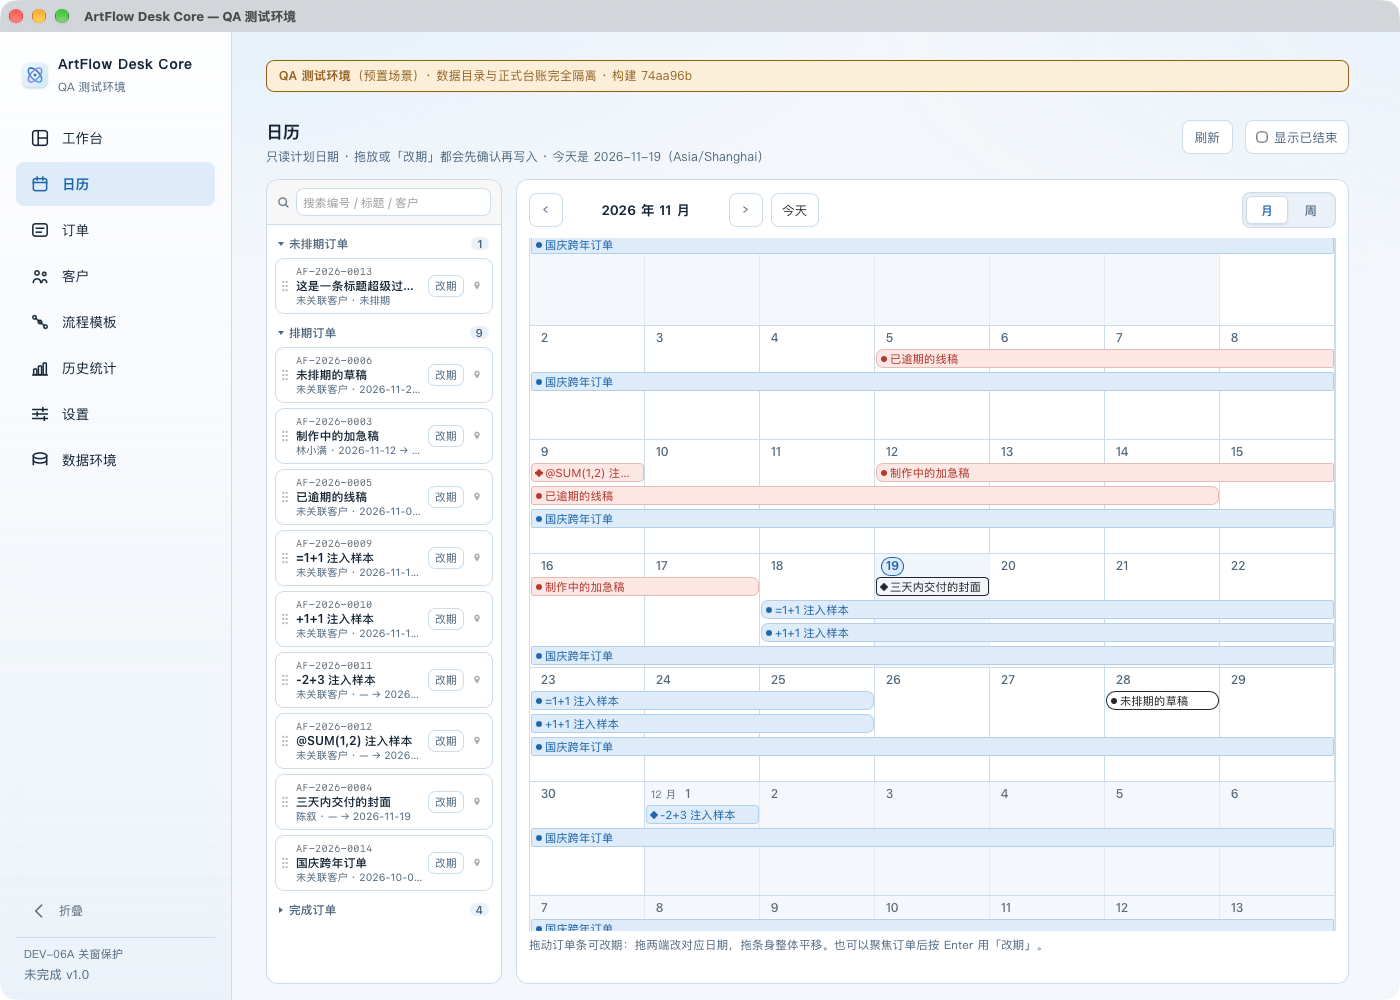 ArtFlow Desk Core — QA 测试环境
ArtFlow Desk Core
QA 测试环境
工作台
日历
订单
客户
流程模板
历史统计
设置
数据环境
折叠
DEV-06A 关窗保护
未完成 v1.0
QA 测试环境（预置场景）· 数据目录与正式台账完全隔离 · 构建 74aa96b
日历
只读计划日期 · 拖放或「改期」都会先确认再写入 · 今天是 2026-11-19（Asia/Shanghai）
刷新
显示已结束
搜索编号 / 标题 / 客户
未排期订单 1
AF-2026-0013
这是一条标题超级过... 改期
未关联客户 · 未排期
排期订单 9
AF-2026-0006
未排期的草稿 改期
未关联客户 · 2026-11-2...
AF-2026-0003
制作中的加急稿 改期
林小满 · 2026-11-12 → ...
AF-2026-0005
已逾期的线稿 改期
未关联客户 · 2026-11-0...
AF-2026-0009
=1+1 注入样本 改期
未关联客户 · 2026-11-1...
AF-2026-0010
+1+1 注入样本 改期
未关联客户 · 2026-11-1...
AF-2026-0011
-2+3 注入样本 改期
未关联客户 · — → 2026...
AF-2026-0012
@SUM(1,2) 注入样本 改期
未关联客户 · — → 2026...
AF-2026-0004
三天内交付的封面 改期
陈叙 · — → 2026-11-19
AF-2026-0014
国庆跨年订单 改期
未关联客户 · 2026-10-0...
完成订单 4
< 2026 年 11 月 > 今天 月 周
国庆跨年订单
2 3 4 5 6 7 8
已逾期的线稿
国庆跨年订单
9 10 11 12 13 14 15
@SUM(1,2) 注... 制作中的加急稿
已逾期的线稿
国庆跨年订单
16 17 18 19 20 21 22
制作中的加急稿 三天内交付的封面
=1+1 注入样本
+1+1 注入样本
国庆跨年订单
23 24 25 26 27 28 29
=1+1 注入样本 未排期的草稿
+1+1 注入样本
国庆跨年订单
30 12 月 1 2 3 4 5 6
-2+3 注入样本
国庆跨年订单
7 8 9 10 11 12 13
国庆跨年订单
拖动订单条可改期：拖两端改对应日期，拖条身整体平移。也可以聚焦订单后按 Enter 用「改期」。